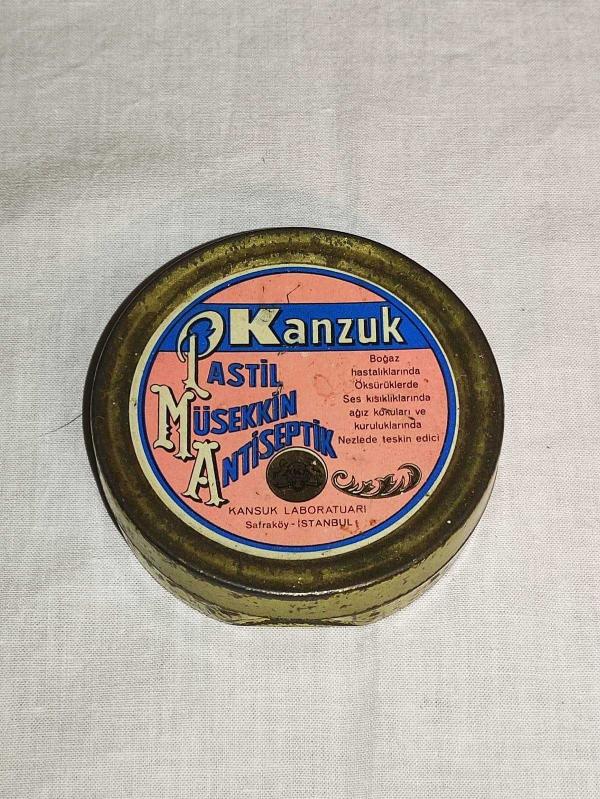 Kanzuk
PASTİL
MÜSEKKİN
ANTİSEPTİK
Boğaz
hastalıklarında
Öksürüklerde
Ses kısıklıklarında
ağız kokuları ve
kuruluklarında
Nezlede teskin edici
KANSUK LABORATUARI
Safraköy - İSTANBUL